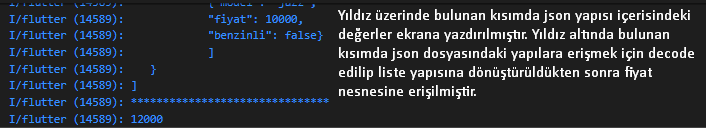 I/flutter (14589):          {"model": "jazz",
I/flutter (14589):          "fiyat": 10000,
I/flutter (14589):          "benzinli": false}
I/flutter (14589):          ]
I/flutter (14589):    }
I/flutter (14589): ]
I/flutter (14589): *******************************
I/flutter (14589): 12000
Yıldız üzerinde bulunan kısımda json yapısı içerisindeki
değerler ekrana yazdırılmıştır. Yıldız altında bulunan
kısımda json dosyasındaki yapılara erişmek için decode
edilip liste yapısına dönüştürüldükten sonra fiyat
nesnesine erişilmiştir.